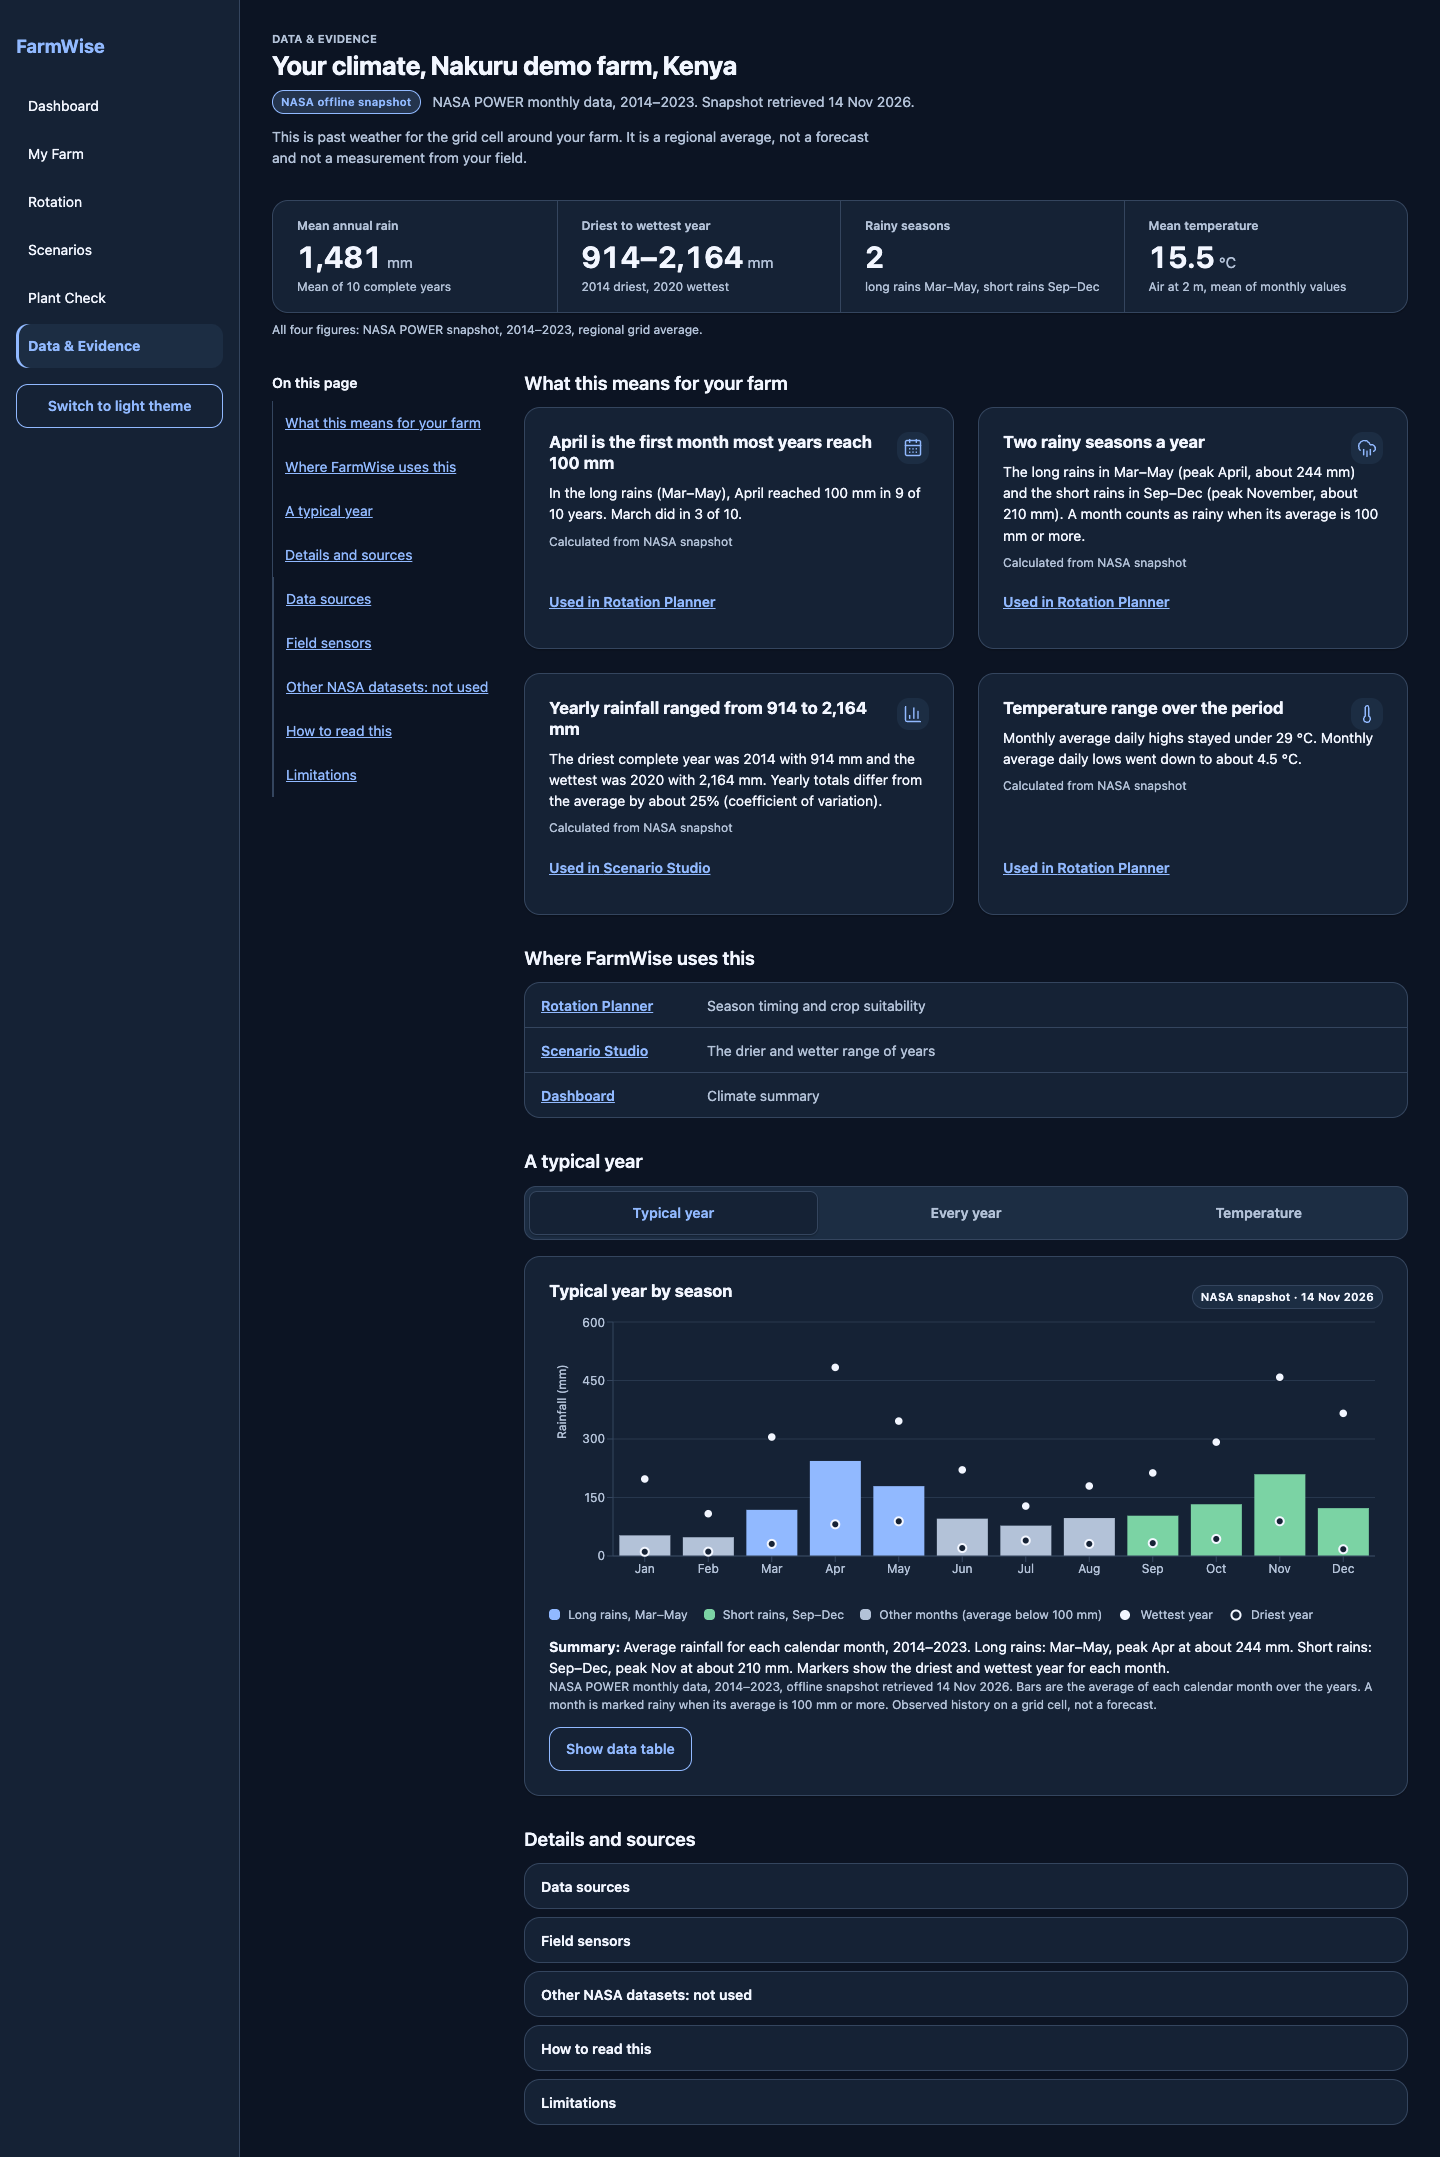 FarmWise
Dashboard
My Farm
Rotation
Scenarios
Plant Check
Data & Evidence
Switch to light theme
DATA & EVIDENCE
Your climate, Nakuru demo farm, Kenya
NASA offline snapshot
NASA POWER monthly data, 2014–2023. Snapshot retrieved 14 Nov 2026.
This is past weather for the grid cell around your farm. It is a regional average, not a forecast
and not a measurement from your field.
Mean annual rain
1,481 mm
Mean of 10 complete years
Driest to wettest year
914–2,164 mm
2014 driest, 2020 wettest
Rainy seasons
2
long rains Mar–May, short rains Sep–Dec
Mean temperature
15.5 °C
Air at 2 m, mean of monthly values
All four figures: NASA POWER snapshot, 2014–2023, regional grid average.
On this page
What this means for your farm
Where FarmWise uses this
A typical year
Details and sources
Data sources
Field sensors
Other NASA datasets: not used
How to read this
Limitations
What this means for your farm
April is the first month most years reach
100 mm
In the long rains (Mar–May), April reached 100 mm in 9 of
10 years. March did in 3 of 10.
Calculated from NASA snapshot
Used in Rotation Planner
Two rainy seasons a year
The long rains in Mar–May (peak April, about 244 mm)
and the short rains in Sep–Dec (peak November, about
210 mm). A month counts as rainy when its average is 100
mm or more.
Calculated from NASA snapshot
Used in Rotation Planner
Yearly rainfall ranged from 914 to 2,164
mm
The driest complete year was 2014 with 914 mm and the
wettest was 2020 with 2,164 mm. Yearly totals differ from
the average by about 25% (coefficient of variation).
Calculated from NASA snapshot
Used in Scenario Studio
Temperature range over the period
Monthly average daily highs stayed under 29 °C. Monthly
average daily lows went down to about 4.5 °C.
Calculated from NASA snapshot
Used in Rotation Planner
Where FarmWise uses this
Rotation Planner
Season timing and crop suitability
Scenario Studio
The drier and wetter range of years
Dashboard
Climate summary
A typical year
Typical year
Every year
Temperature
Typical year by season
NASA snapshot · 14 Nov 2026
Rainfall (mm)
600
450
300
150
0
Jan Feb Mar Apr May Jun Jul Aug Sep Oct Nov Dec
Long rains, Mar–May
Short rains, Sep–Dec
Other months (average below 100 mm)
Wettest year
Driest year
Summary: Average rainfall for each calendar month, 2014–2023. Long rains: Mar–May, peak Apr at about 244 mm. Short rains:
Sep–Dec, peak Nov at about 210 mm. Markers show the driest and wettest year for each month.
NASA POWER monthly data, 2014–2023, offline snapshot retrieved 14 Nov 2026. Bars are the average of each calendar month over the years. A
month is marked rainy when its average is 100 mm or more. Observed history on a grid cell, not a forecast.
Show data table
Details and sources
Data sources
Field sensors
Other NASA datasets: not used
How to read this
Limitations